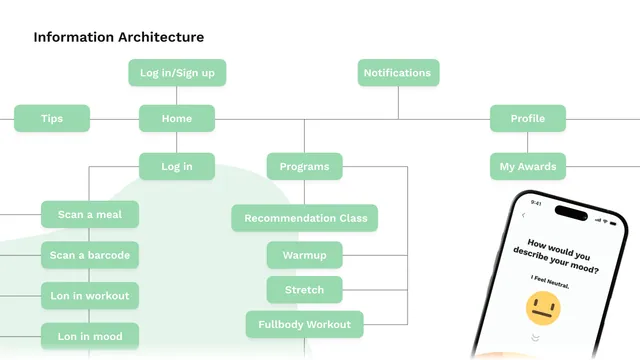 Information Architecture
Log in/Sign up
Notifications
Tips
Home
Profile
Log in
Programs
My Awards
Scan a meal
Recommendation Class
Scan a barcode
Warmup
Lon in workout
Stretch
Lon in mood
Fullbody Workout
9:41
How would you
describe your mood?
I Feel Neutral.